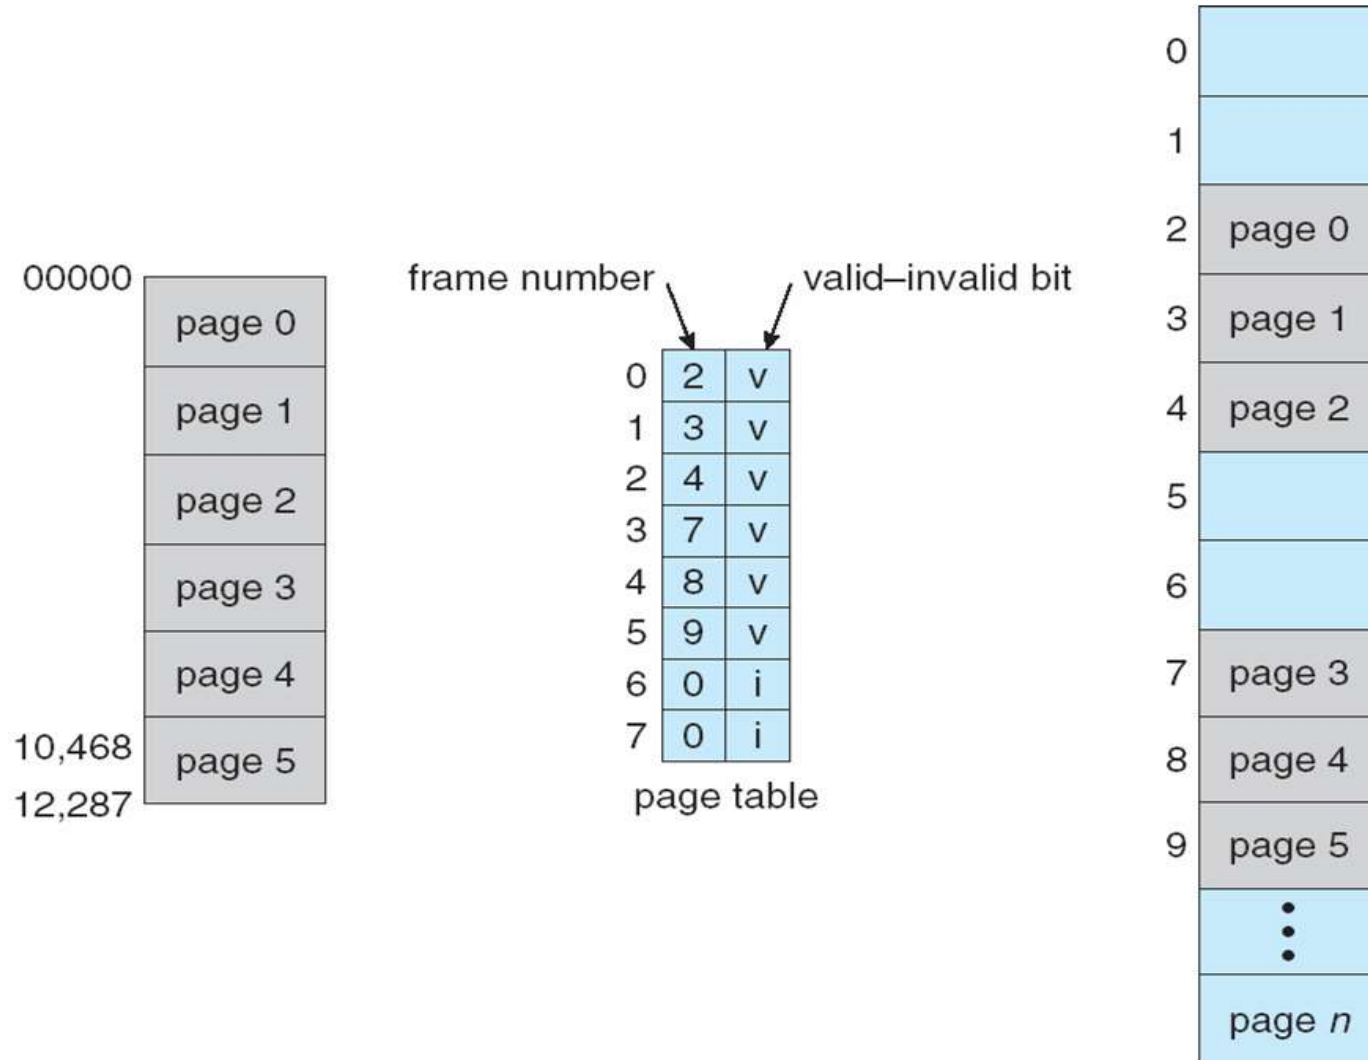 00000
page 0
page 1
page 2
page 3
page 4
10,468
page 5
12,287
frame number
valid–invalid bit
0 2 v
1 3 v
2 4 v
3 7 v
4 8 v
5 9 v
6 0 i
7 0 i
page table
0
1
2 page 0
3 page 1
4 page 2
5
6
7 page 3
8 page 4
9 page 5
page n